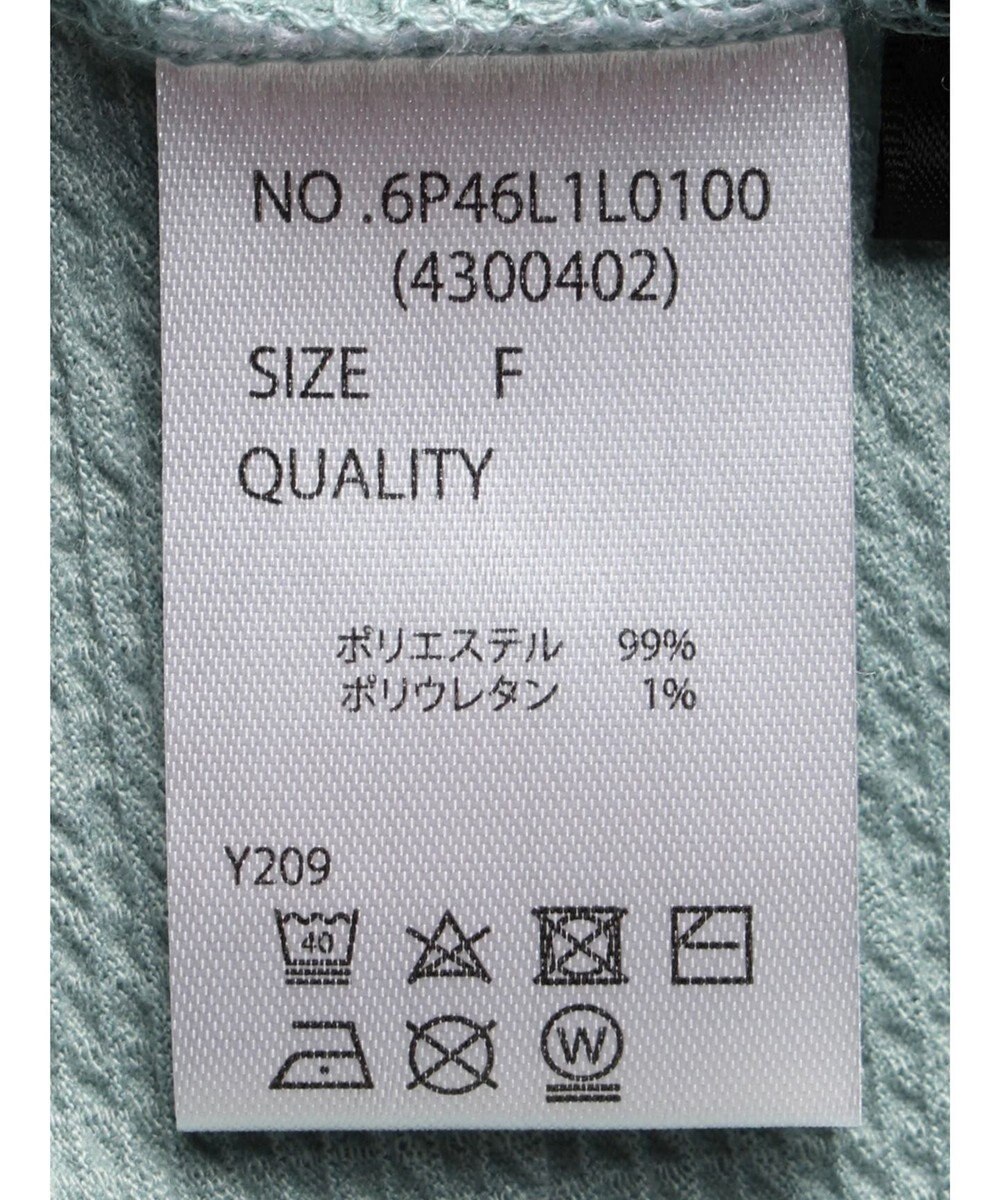 NO.6P46L1L0100
(4300402)
SIZE F
QUALITY
ポリエステル 99%
ポリウレタン 1%
Y209
40
W